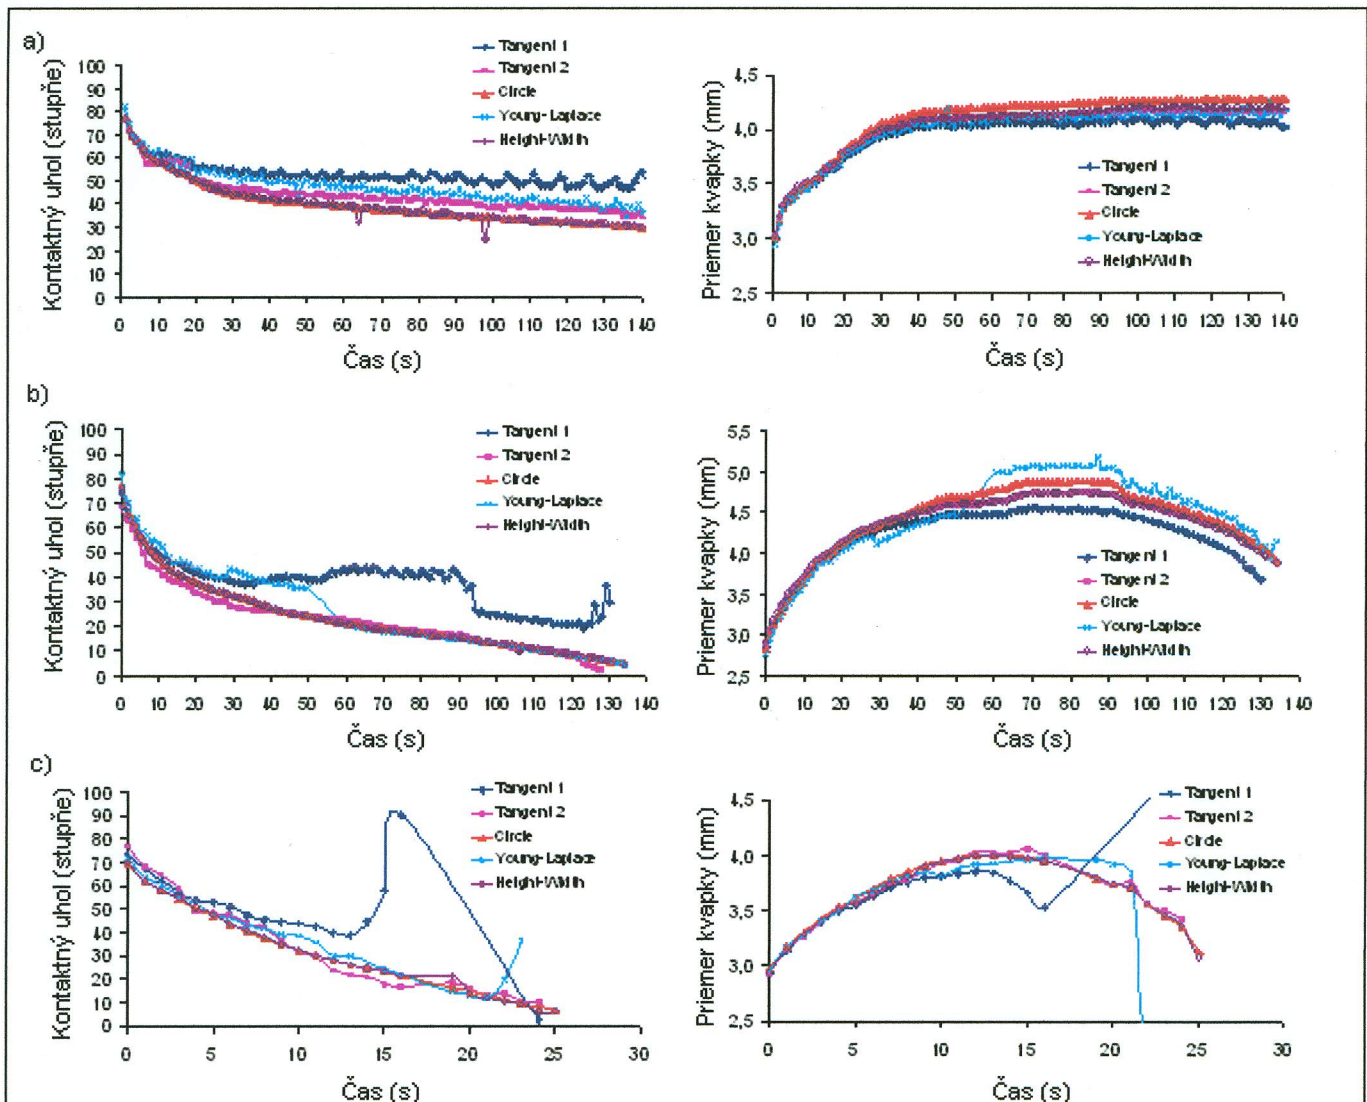 a)
Tangent 1
Tangent 2
Circle
Young-Laplace
Height-Width
100
90
80
70
60
50
40
30
20
10
0
Kontaktný uhol (stupňe)
0 10 20 30 40 50 60 70 80 90 100 110 120 130 140
Čas (s)
4,5
4,0
3,5
3,0
2,5
Priemer kvapky (mm)
Tangent 1
Tangent 2
Circle
Young-Laplace
Height-Width
0 10 20 30 40 50 60 70 80 90 100 110 120 130 140
Čas (s)
b)
Tangent 1
Tangent 2
Circle
Young-Laplace
Height-Width
100
90
80
70
60
50
40
30
20
10
0
Kontaktný uhol (stupňe)
0 10 20 30 40 50 60 70 80 90 100 110 120 130 140
Čas (s)
5,5
5,0
4,5
4,0
3,5
3,0
2,5
Priemer kvapky (mm)
Tangent 1
Tangent 2
Circle
Young-Laplace
Height-Width
0 10 20 30 40 50 60 70 80 90 100 110 120 130 140
Čas (s)
c)
Tangent 1
Tangent 2
Circle
Young-Laplace
Height-Width
100
90
80
70
60
50
40
30
20
10
0
Kontaktný uhol (stupňe)
0 5 10 15 20 25 30
Čas (s)
4,5
4,0
3,5
3,0
2,5
Priemer kvapky (mm)
Tangent 1
Tangent 2
Circle
Young-Laplace
Height-Width
0 5 10 15 20 25 30
Čas (s)